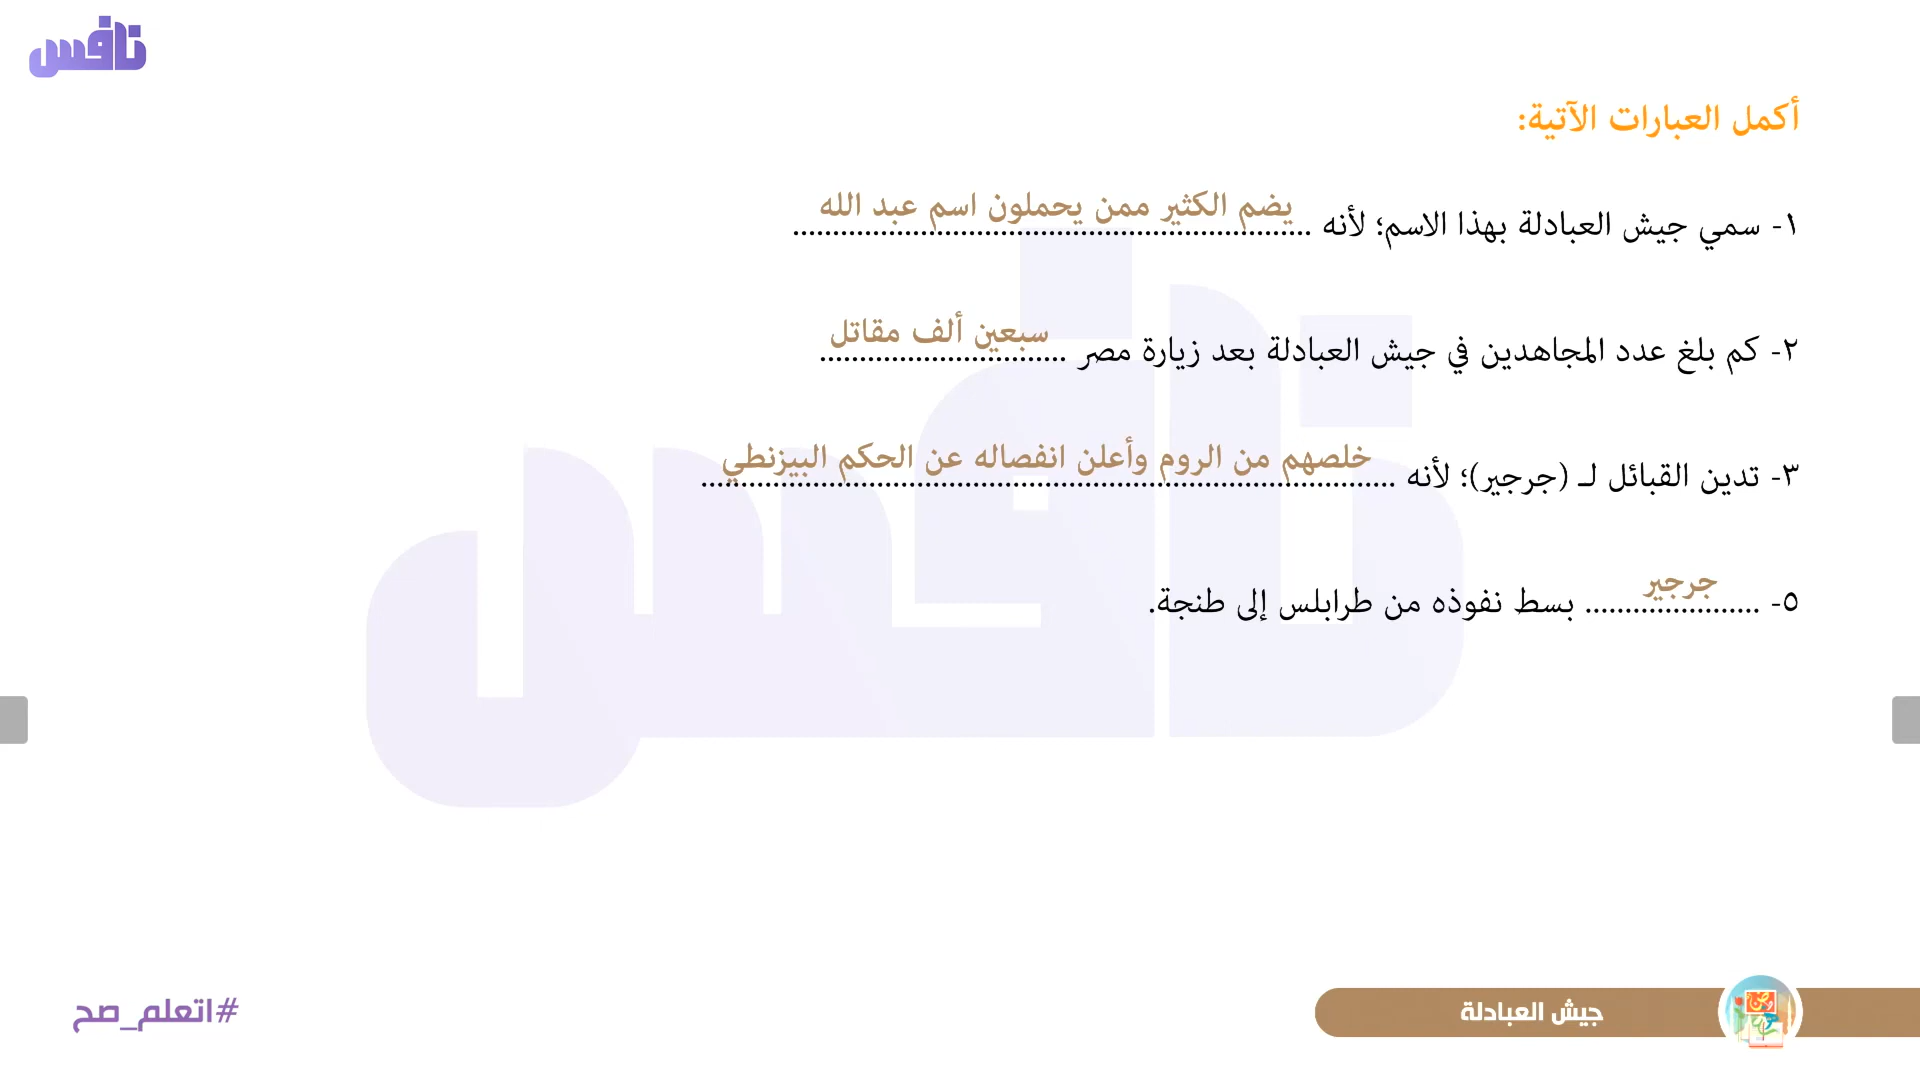 نافس
أكمل العبارات الآتية:
١- سمي جيش العبادلة بهذا الاسم؛ لأنه يضم الكثير ممن يحملون اسم عبد الله
٢- كم بلغ عدد المجاهدين في جيش العبادلة بعد زيارة مصر سبعين ألف مقاتل
٣- تدين القبائل لـ (جرجير)؛ لأنه خلصهم من الروم وأعلن انفصاله عن الحكم البيزنطي
٥- جرجير بسط نفوذه من طرابلس إلى طنجة.
جيش العبادلة
#اتعلم_صح